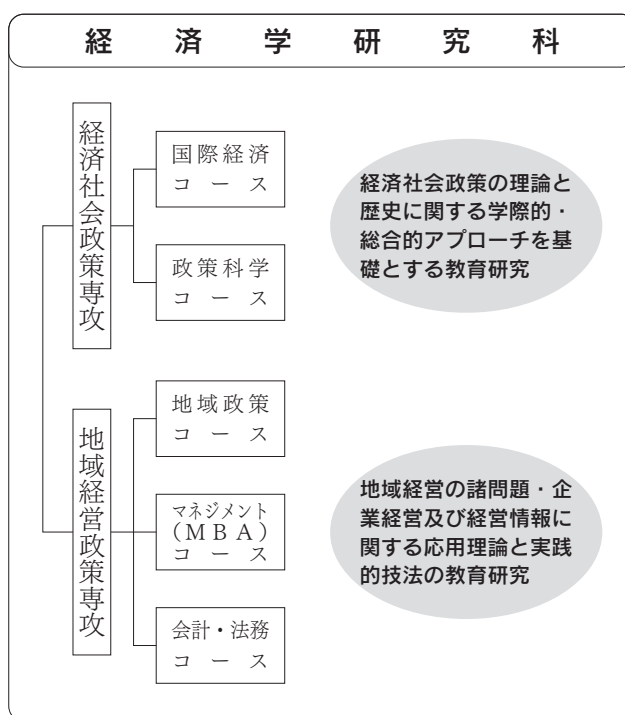 経済学研究科
経済社会政策専攻
国際経済
コース
政策科学
コース
経済社会政策の理論と
歴史に関する学際的・
総合的アプローチを基
礎とする教育研究
地域経営政策専攻
地域政策
コース
マネジメント
(MBA)
コース
会計・法務
コース
地域経営の諸問題・企
業経営及び経営情報に
関する応用理論と実践
的技法の教育研究